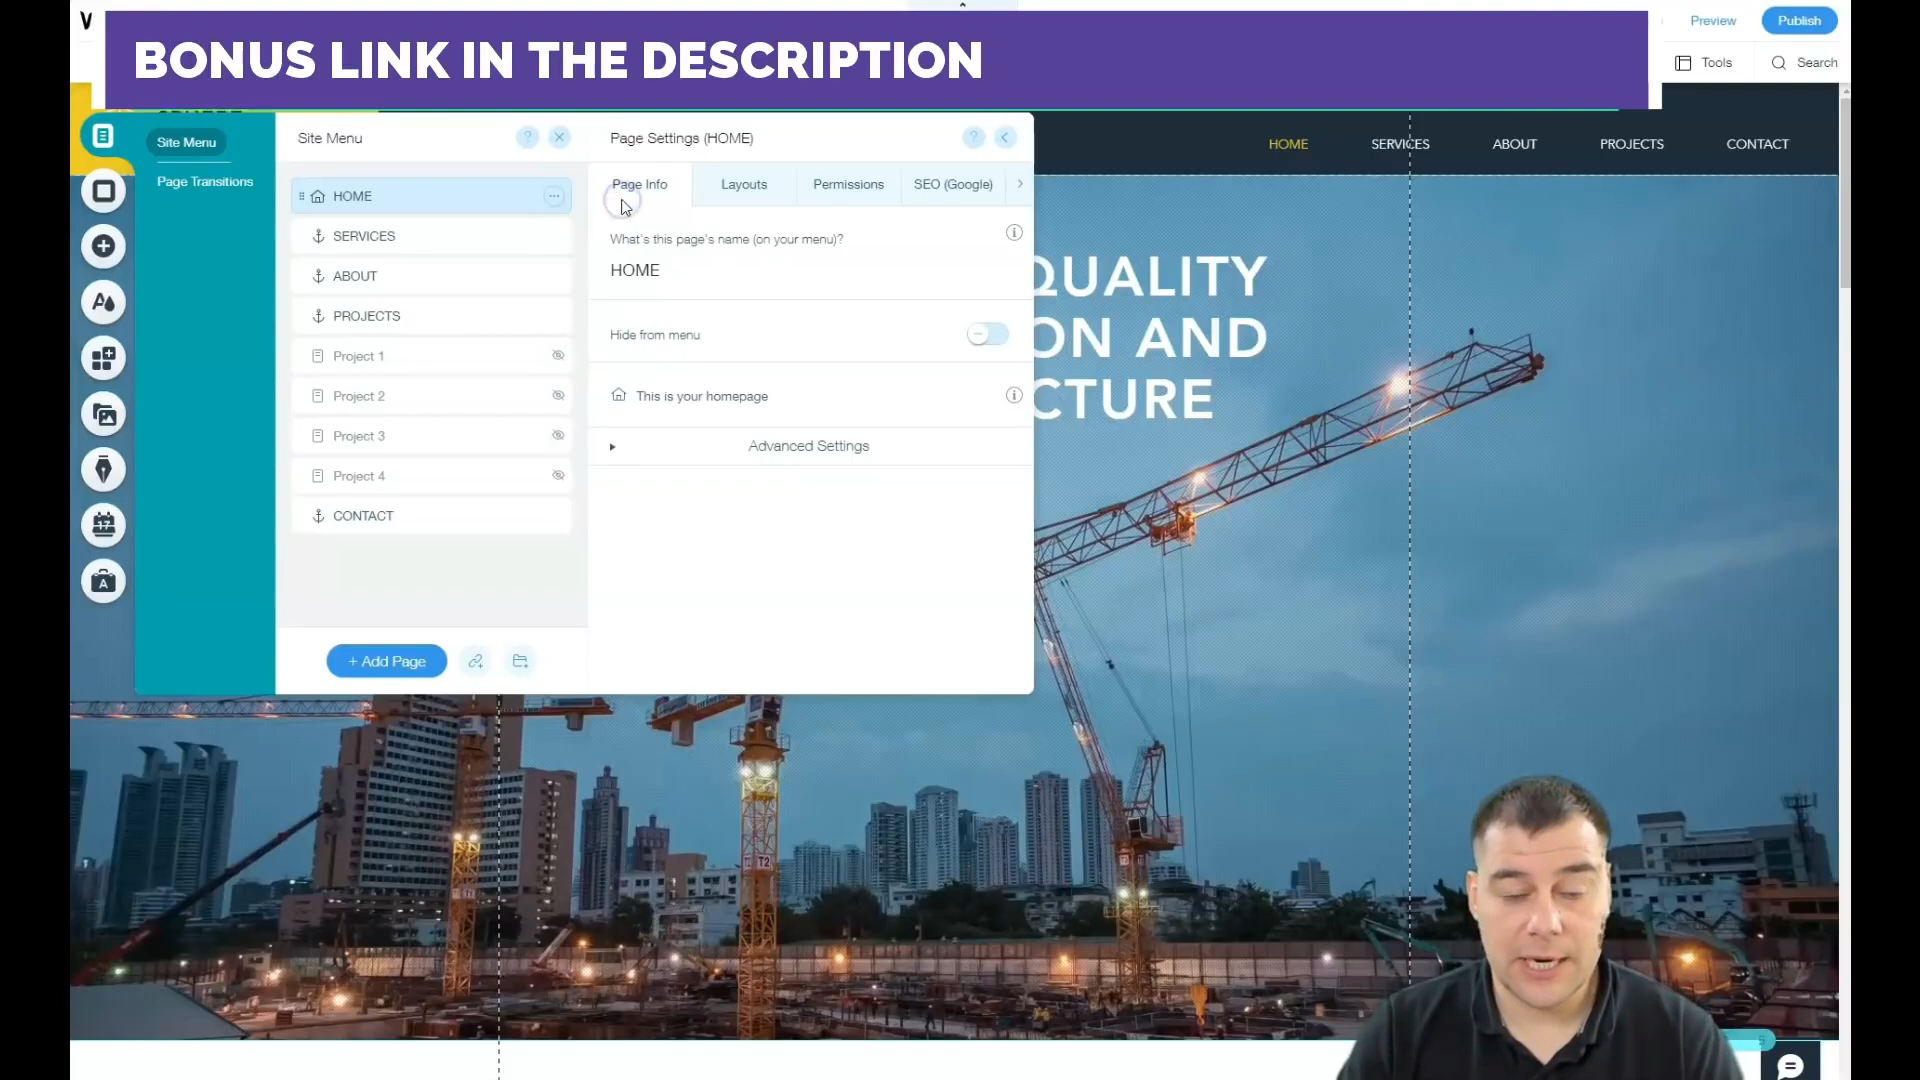 BONUS LINK IN THE DESCRIPTION
Preview
Publish
Tools
Search
Site Menu
Page Transitions
Site Menu
HOME
SERVICES
ABOUT
PROJECTS
Project 1
Project 2
Project 3
Project 4
CONTACT
+ Add Page
Page Settings (HOME)
Page Info
Layouts
Permissions
SEO (Google)
What's this page's name (on your menu)?
HOME
Hide from menu
This is your homepage
Advanced Settings
HOME
SERVICES
ABOUT
PROJECTS
CONTACT
QUALITY
ON AND
CTURE
T2
T2